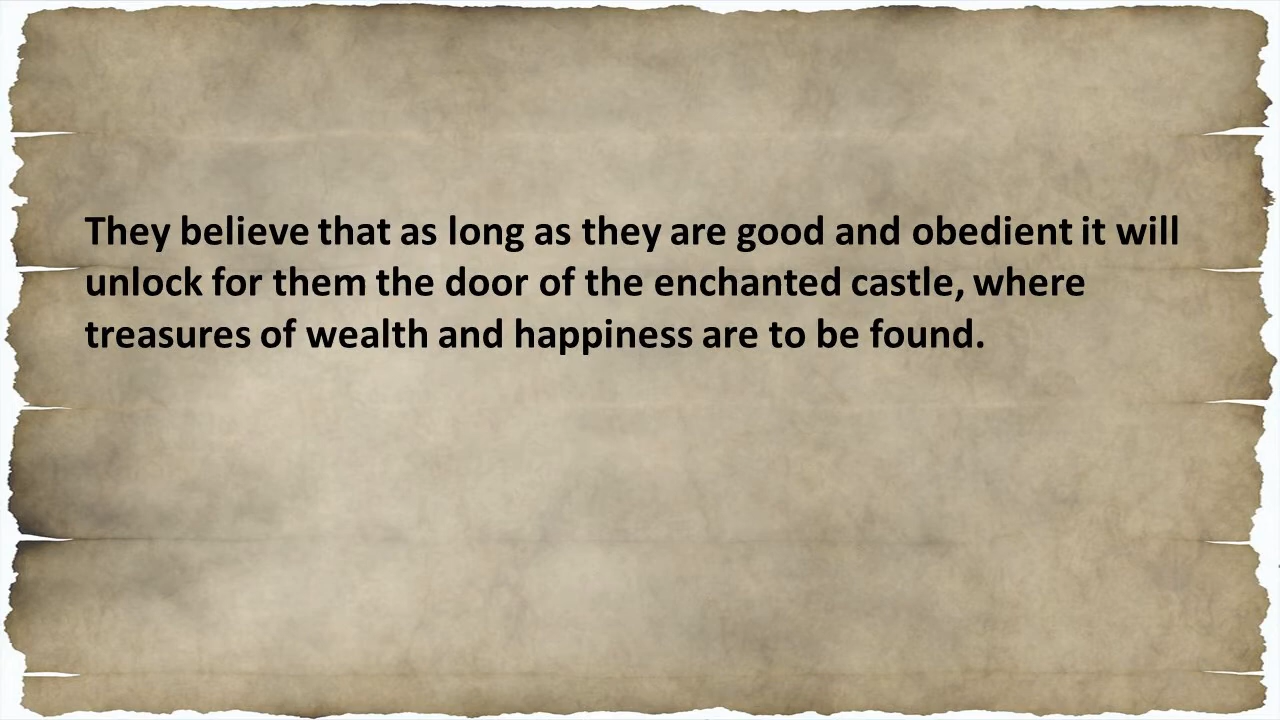 They believe that as long as they are good and obedient it will
unlock for them the door of the enchanted castle, where
treasures of wealth and happiness are to be found.